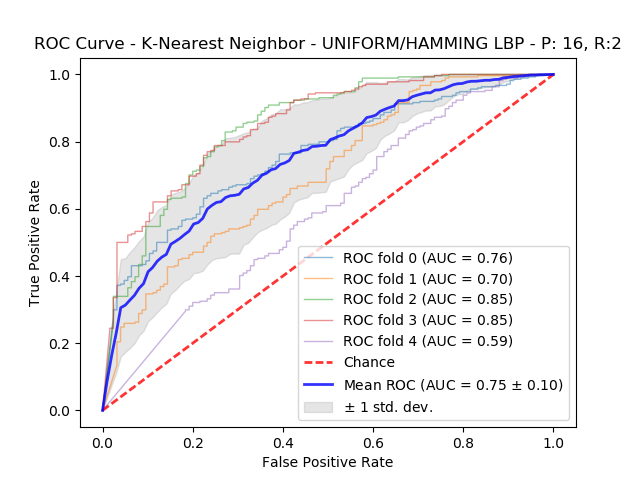 ROC Curve - K-Nearest Neighbor - UNIFORM/HAMMING LBP - P: 16, R:2
1.0
0.8
0.6
0.4
0.2
0.0
True Positive Rate
ROC fold 0 (AUC = 0.76)
ROC fold 1 (AUC = 0.70)
ROC fold 2 (AUC = 0.85)
ROC fold 3 (AUC = 0.85)
ROC fold 4 (AUC = 0.59)
Chance
Mean ROC (AUC = 0.75 ± 0.10)
± 1 std. dev.
0.0 0.2 0.4 0.6 0.8 1.0
False Positive Rate